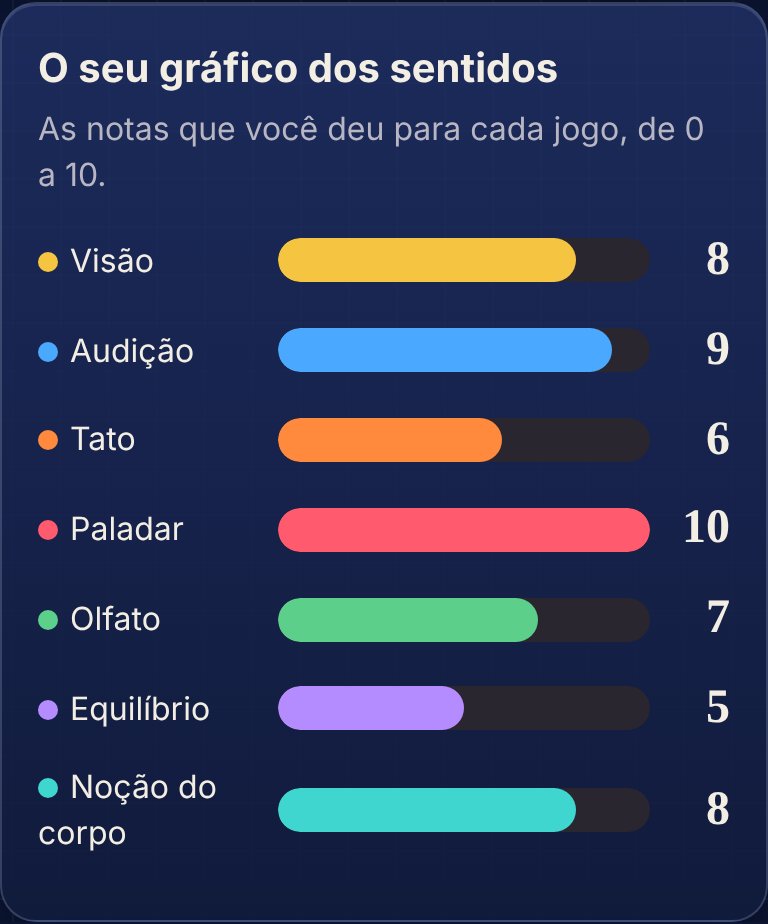 O seu gráfico dos sentidos
As notas que você deu para cada jogo, de 0
a 10.
Visão 8
Audição 9
Tato 6
Paladar 10
Olfato 7
Equilíbrio 5
Noção do
corpo 8